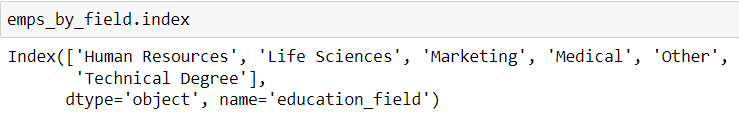 emps_by_field.index
Index(['Human Resources', 'Life Sciences', 'Marketing', 'Medical', 'Other',
'Technical Degree'],
dtype='object', name='education_field')